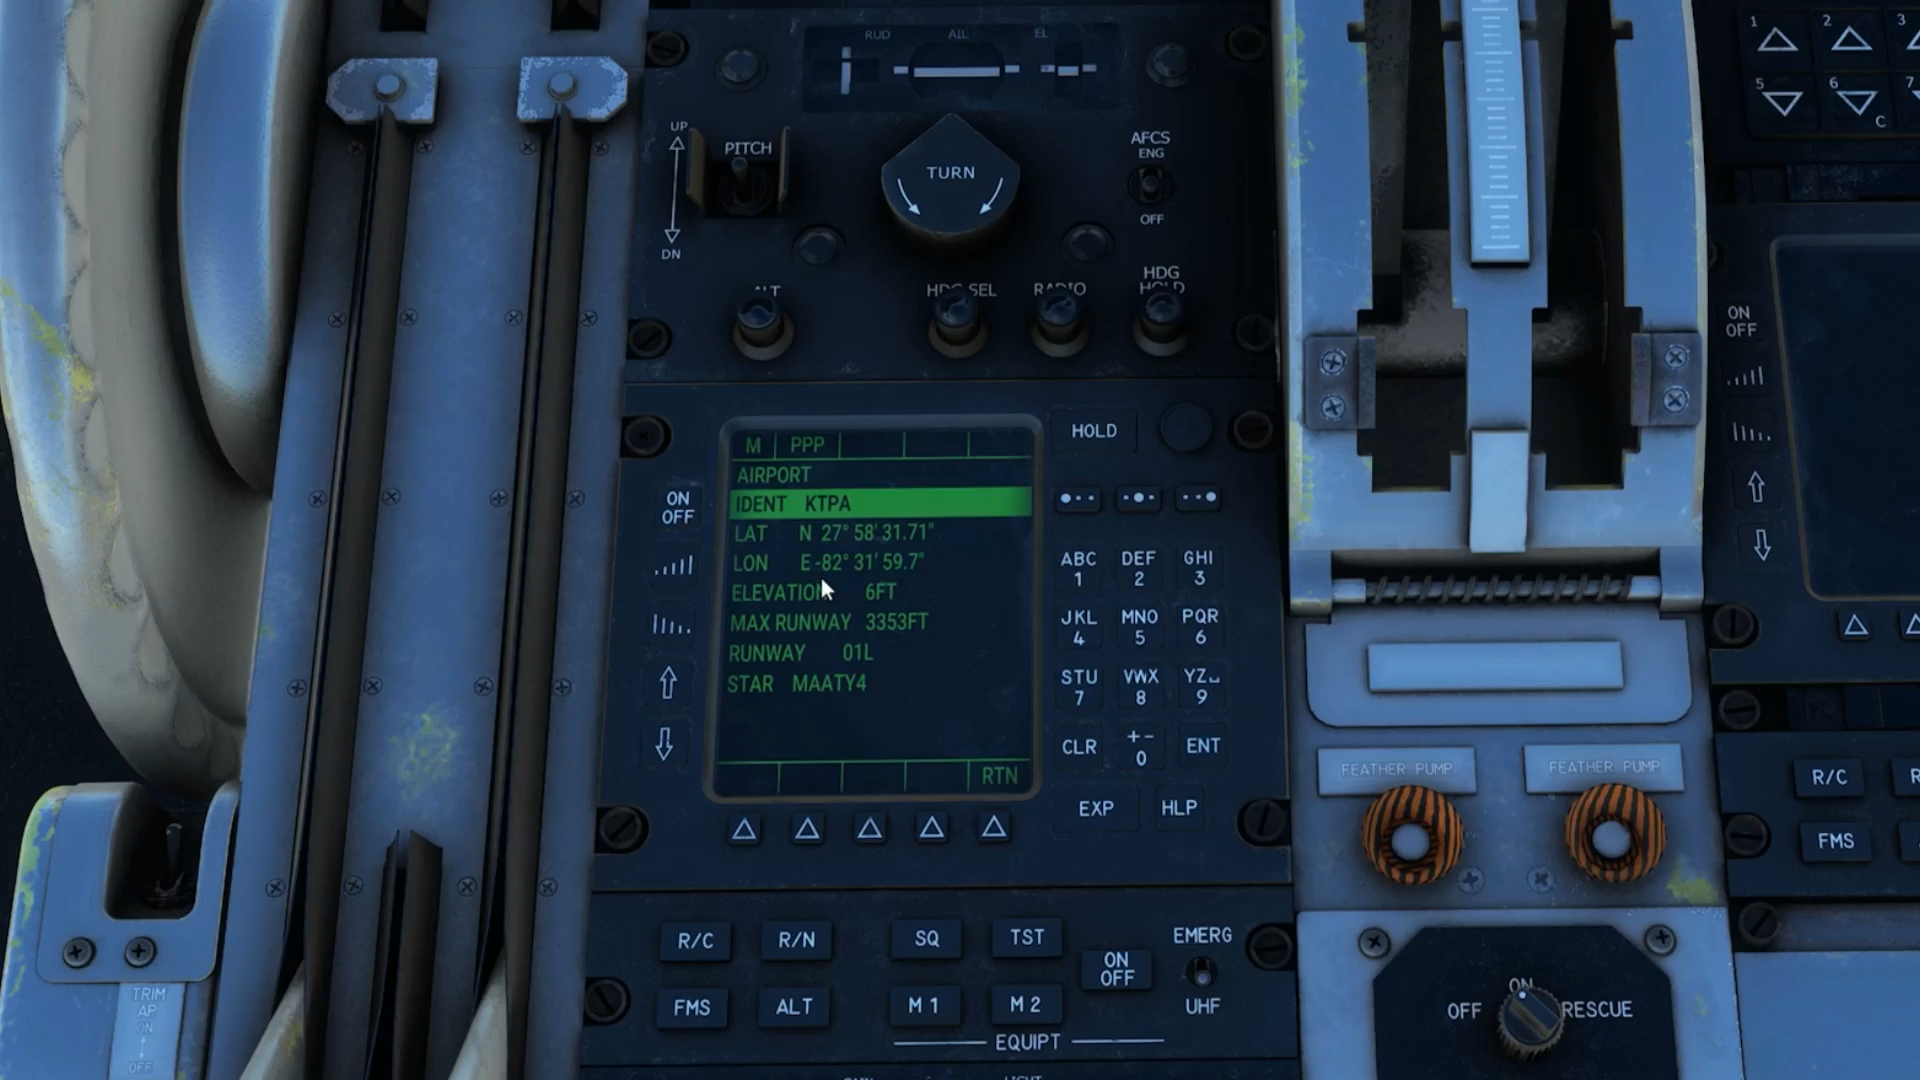 RUD AIL EL
UP
PITCH
DN
TURN
AFCS
ENG
OFF
ALT
HDG SEL
RADIO
HDG
HOLD
1 2 3
5 6 7
C
ON
OFF
M PPP
AIRPORT
IDENT KTPA
LAT N 27° 58' 31.71"
LON E -82° 31' 59.7"
ELEVATION 6FT
MAX RUNWAY 3353FT
RUNWAY 01L
STAR MAATY4
RTN
HOLD
ON
OFF
ABC DEF GHI
1 2 3
JKL MNO PQR
4 5 6
STU VWX YZ␣
7 8 9
CLR + - ENT
0
EXP HLP
FEATHER PUMP FEATHER PUMP
R/C
FMS
R/C R/N SQ TST
FMS ALT M 1 M 2
ON
OFF
EMERG
UHF
EQUIPT
TRIM
AP
ON
OFF
ON
OFF RESCUE